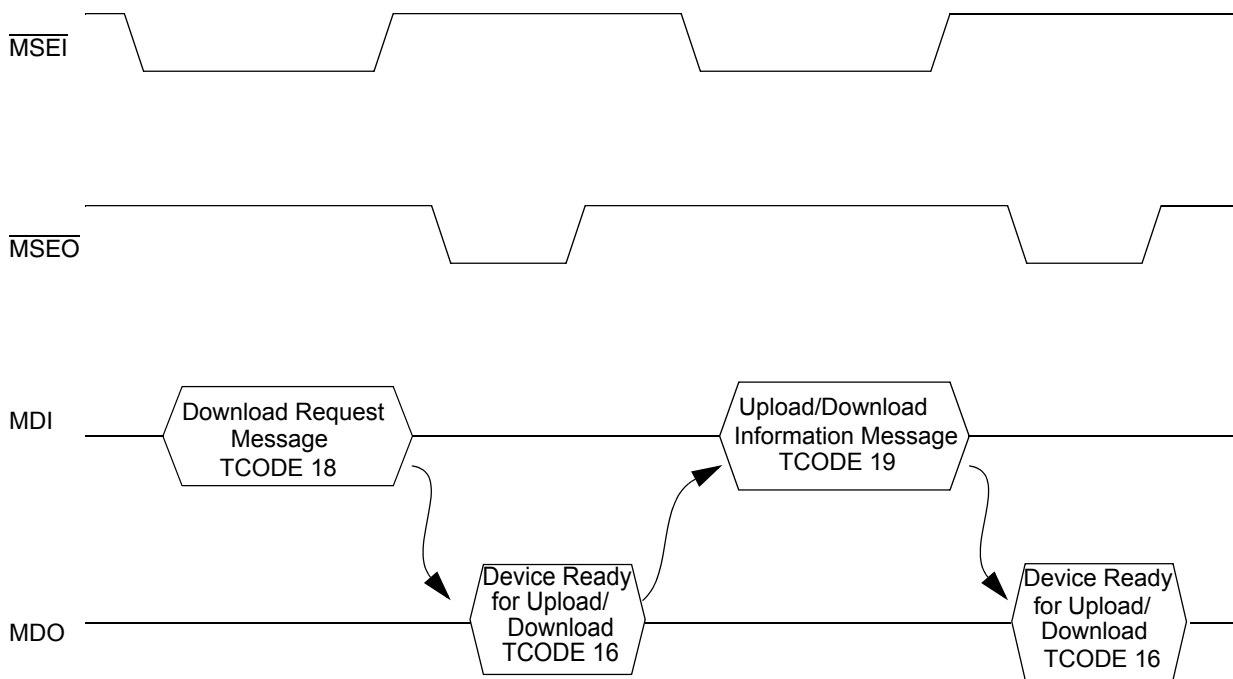 MSEI
MSEO
MDI
Download Request
Message
TCODE 18
Upload/Download
Information Message
TCODE 19
MDO
Device Ready
for Upload/
Download
TCODE 16
Device Ready
for Upload/
Download
TCODE 16